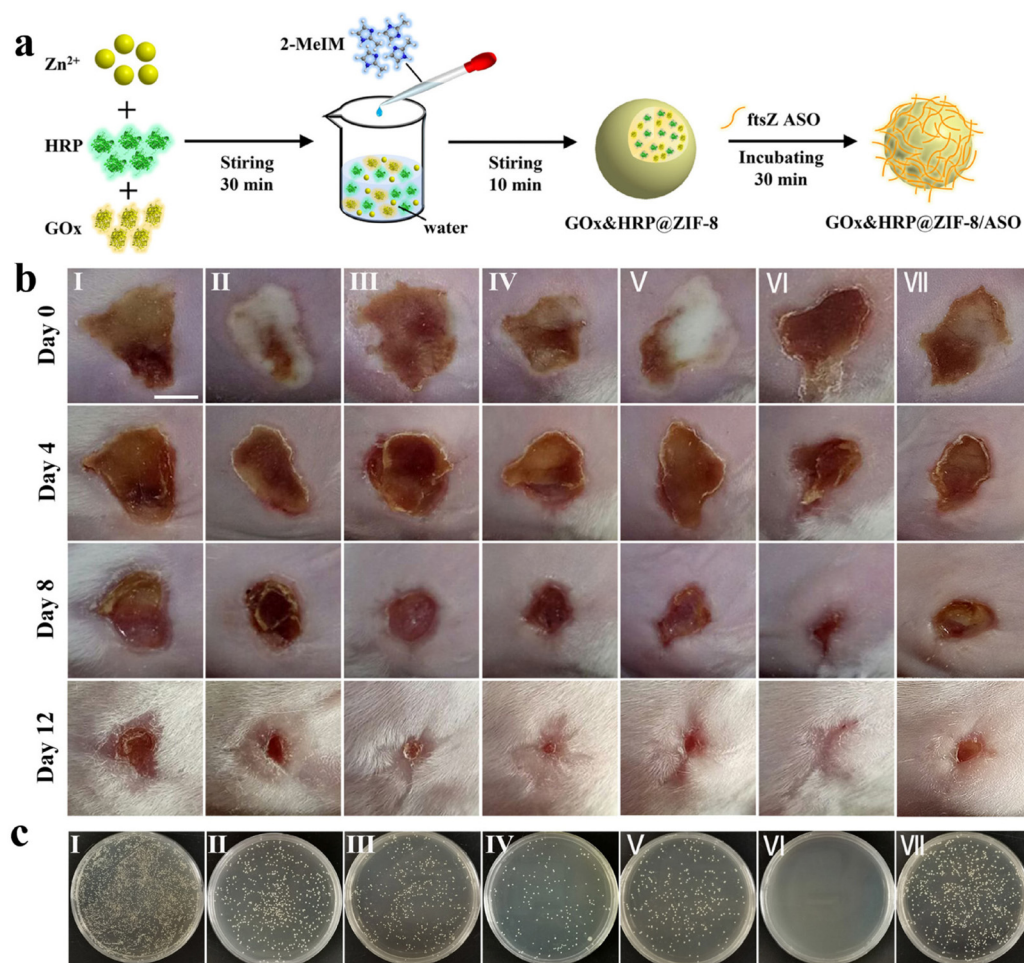 a
Zn2+
+
HRP
+
GOx
Stiring
30 min
2-MeIM
water
Stiring
10 min
GOx&HRP@ZIF-8
ftsZ ASO
Incubating
30 min
GOx&HRP@ZIF-8/ASO
b
I II III IV V VI VII
Day 0
Day 4
Day 8
Day 12
c
I II III IV V VI VII